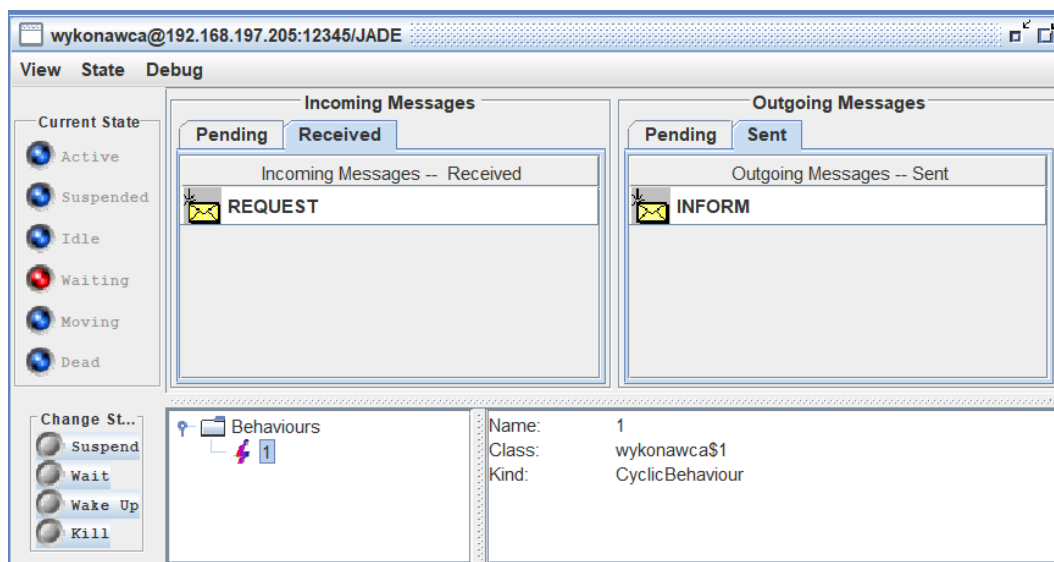 wykonawca@192.168.197.205:12345/JADE
View State Debug
Current State
Active
Suspended
Idle
Waiting
Moving
Dead
Incoming Messages
Pending Received
Incoming Messages -- Received
REQUEST
Outgoing Messages
Pending Sent
Outgoing Messages -- Sent
INFORM
Change St...
Suspend
Wait
Wake Up
Kill
Behaviours
1
Name: 1
Class: wykonawca$1
Kind: CyclicBehaviour